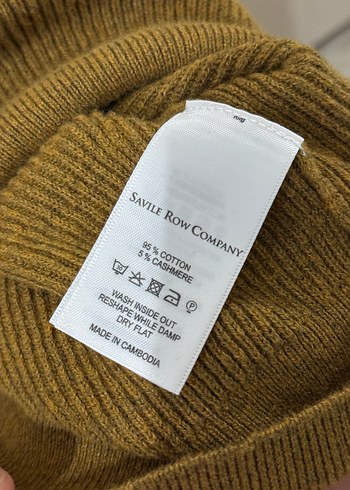 SAVILE ROW COMPANY
95 % COTTON
5 % CASHMERE
WASH INSIDE OUT
RESHAPE WHILE DAMP
DRY FLAT
MADE IN CAMBODIA